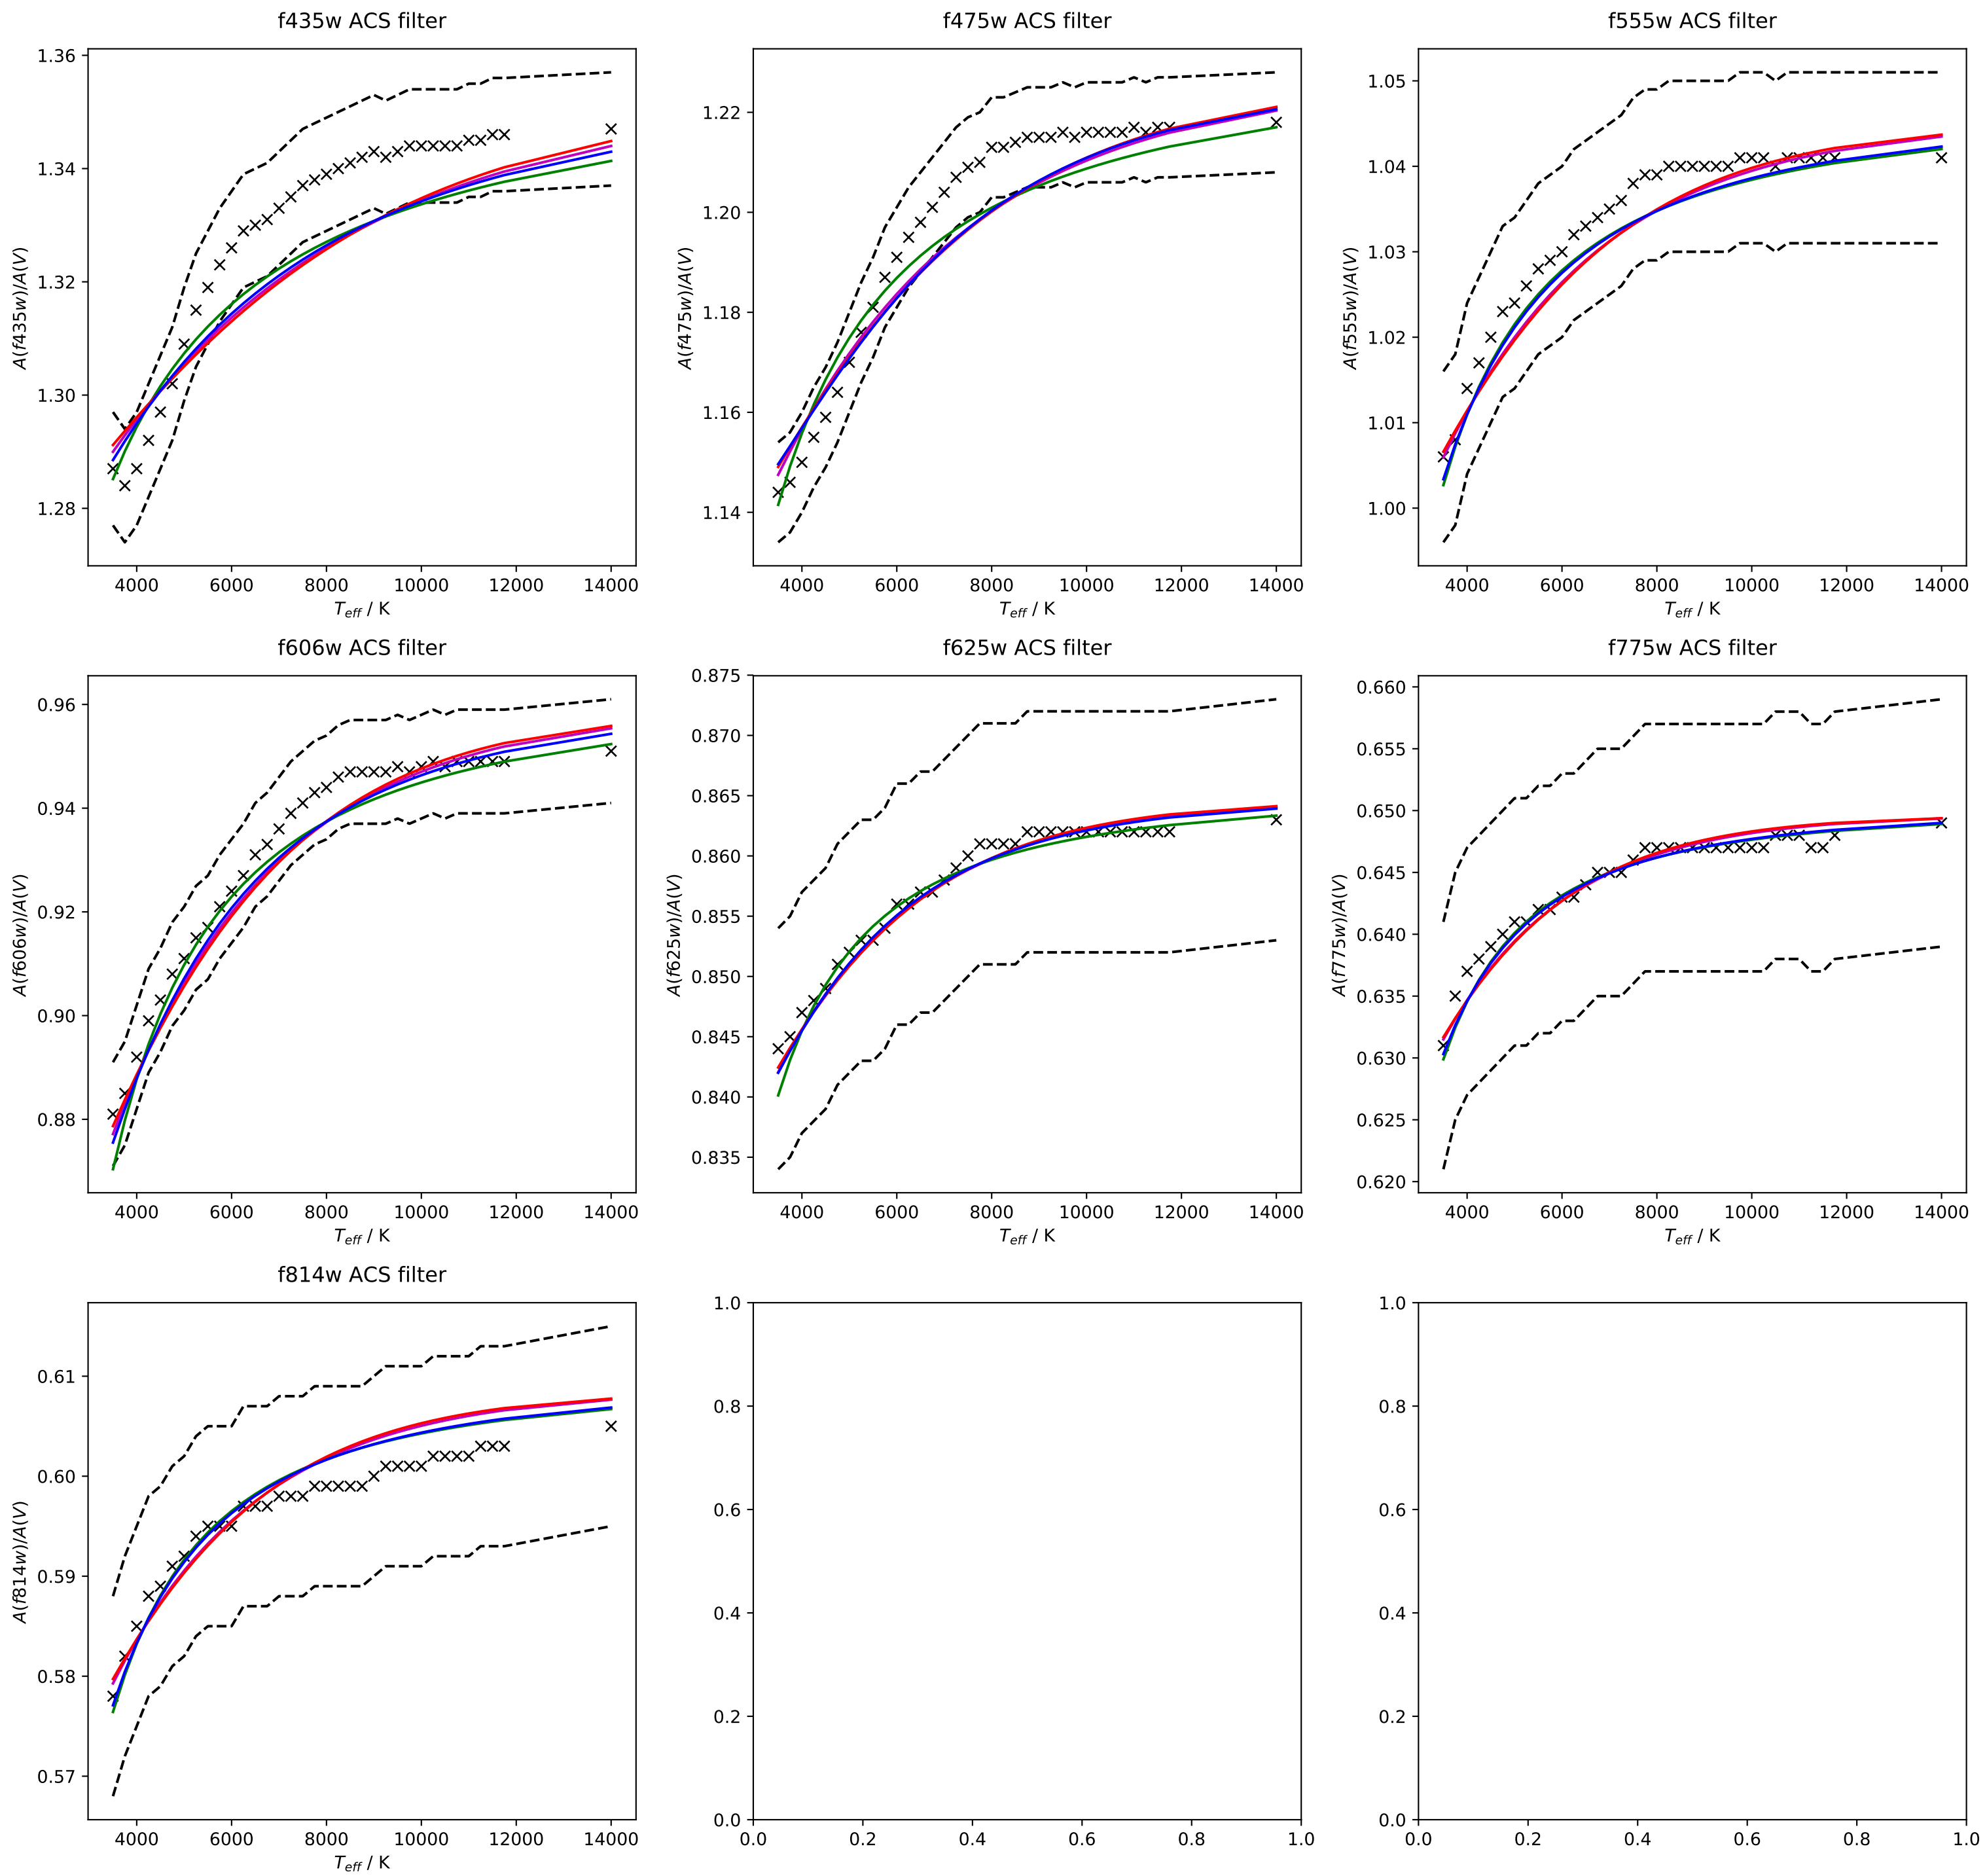 f435w ACS filter
1.36
1.34
1.32
1.30
1.28
A(f435w)/A(V)
4000 6000 8000 10000 12000 14000
T_eff / K
f475w ACS filter
1.22
1.20
1.18
1.16
1.14
A(f475w)/A(V)
4000 6000 8000 10000 12000 14000
T_eff / K
f555w ACS filter
1.05
1.04
1.03
1.02
1.01
1.00
A(f555w)/A(V)
4000 6000 8000 10000 12000 14000
T_eff / K
f606w ACS filter
0.96
0.94
0.92
0.90
0.88
A(f606w)/A(V)
4000 6000 8000 10000 12000 14000
T_eff / K
f625w ACS filter
0.875
0.870
0.865
0.860
0.855
0.850
0.845
0.840
0.835
A(f625w)/A(V)
4000 6000 8000 10000 12000 14000
T_eff / K
f775w ACS filter
0.660
0.655
0.650
0.645
0.640
0.635
0.630
0.625
0.620
A(f775w)/A(V)
4000 6000 8000 10000 12000 14000
T_eff / K
f814w ACS filter
0.61
0.60
0.59
0.58
0.57
A(f814w)/A(V)
4000 6000 8000 10000 12000 14000
T_eff / K
1.0
0.8
0.6
0.4
0.2
0.0
0.0 0.2 0.4 0.6 0.8 1.0
1.0
0.8
0.6
0.4
0.2
0.0
0.0 0.2 0.4 0.6 0.8 1.0